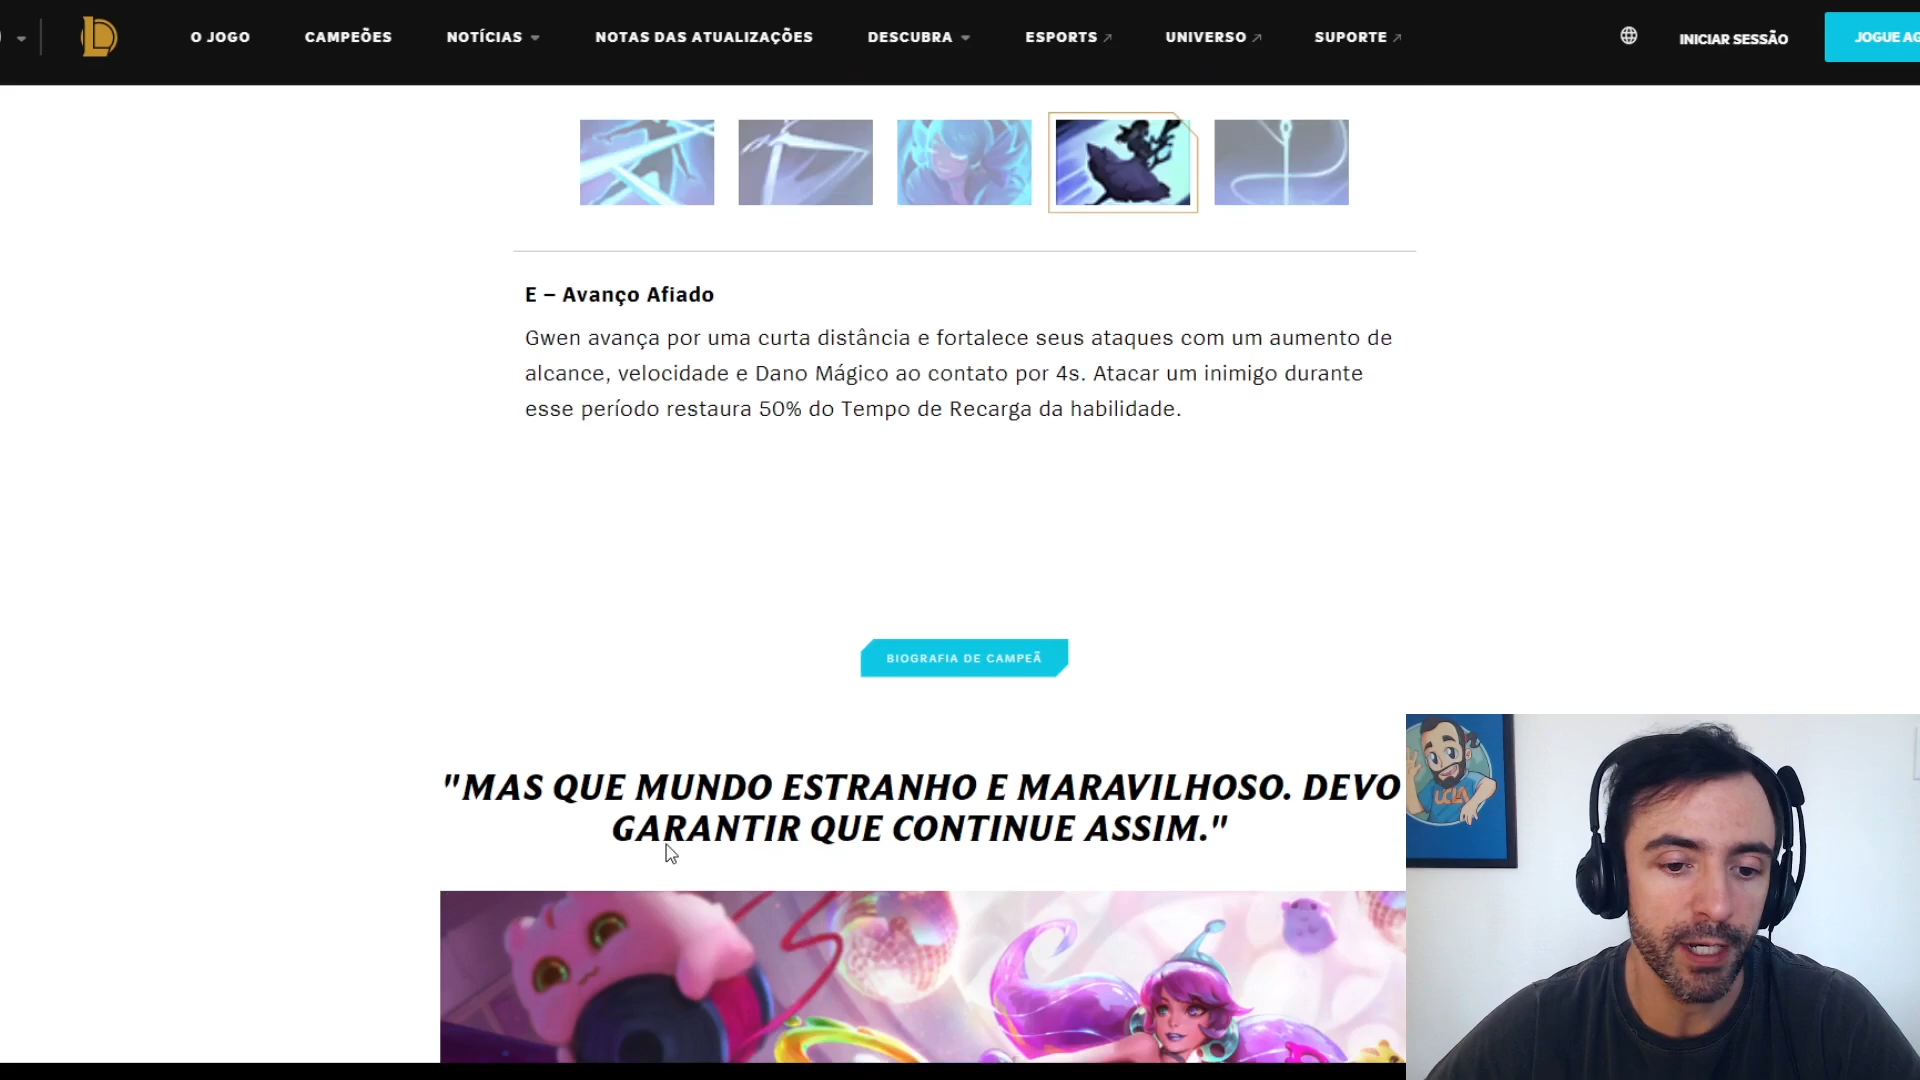 O JOGO
CAMPEÕES
NOTÍCIAS
NOTAS DAS ATUALIZAÇÕES
DESCUBRA
ESPORTS
UNIVERSO
SUPORTE
INICIAR SESSÃO
JOGUE AG
E – Avanço Afiado
Gwen avança por uma curta distância e fortalece seus ataques com um aumento de
alcance, velocidade e Dano Mágico ao contato por 4s. Atacar um inimigo durante
esse período restaura 50% do Tempo de Recarga da habilidade.
BIOGRAFIA DE CAMPEÃ
"MAS QUE MUNDO ESTRANHO E MARAVILHOSO. DEVO
GARANTIR QUE CONTINUE ASSIM."
UCLA